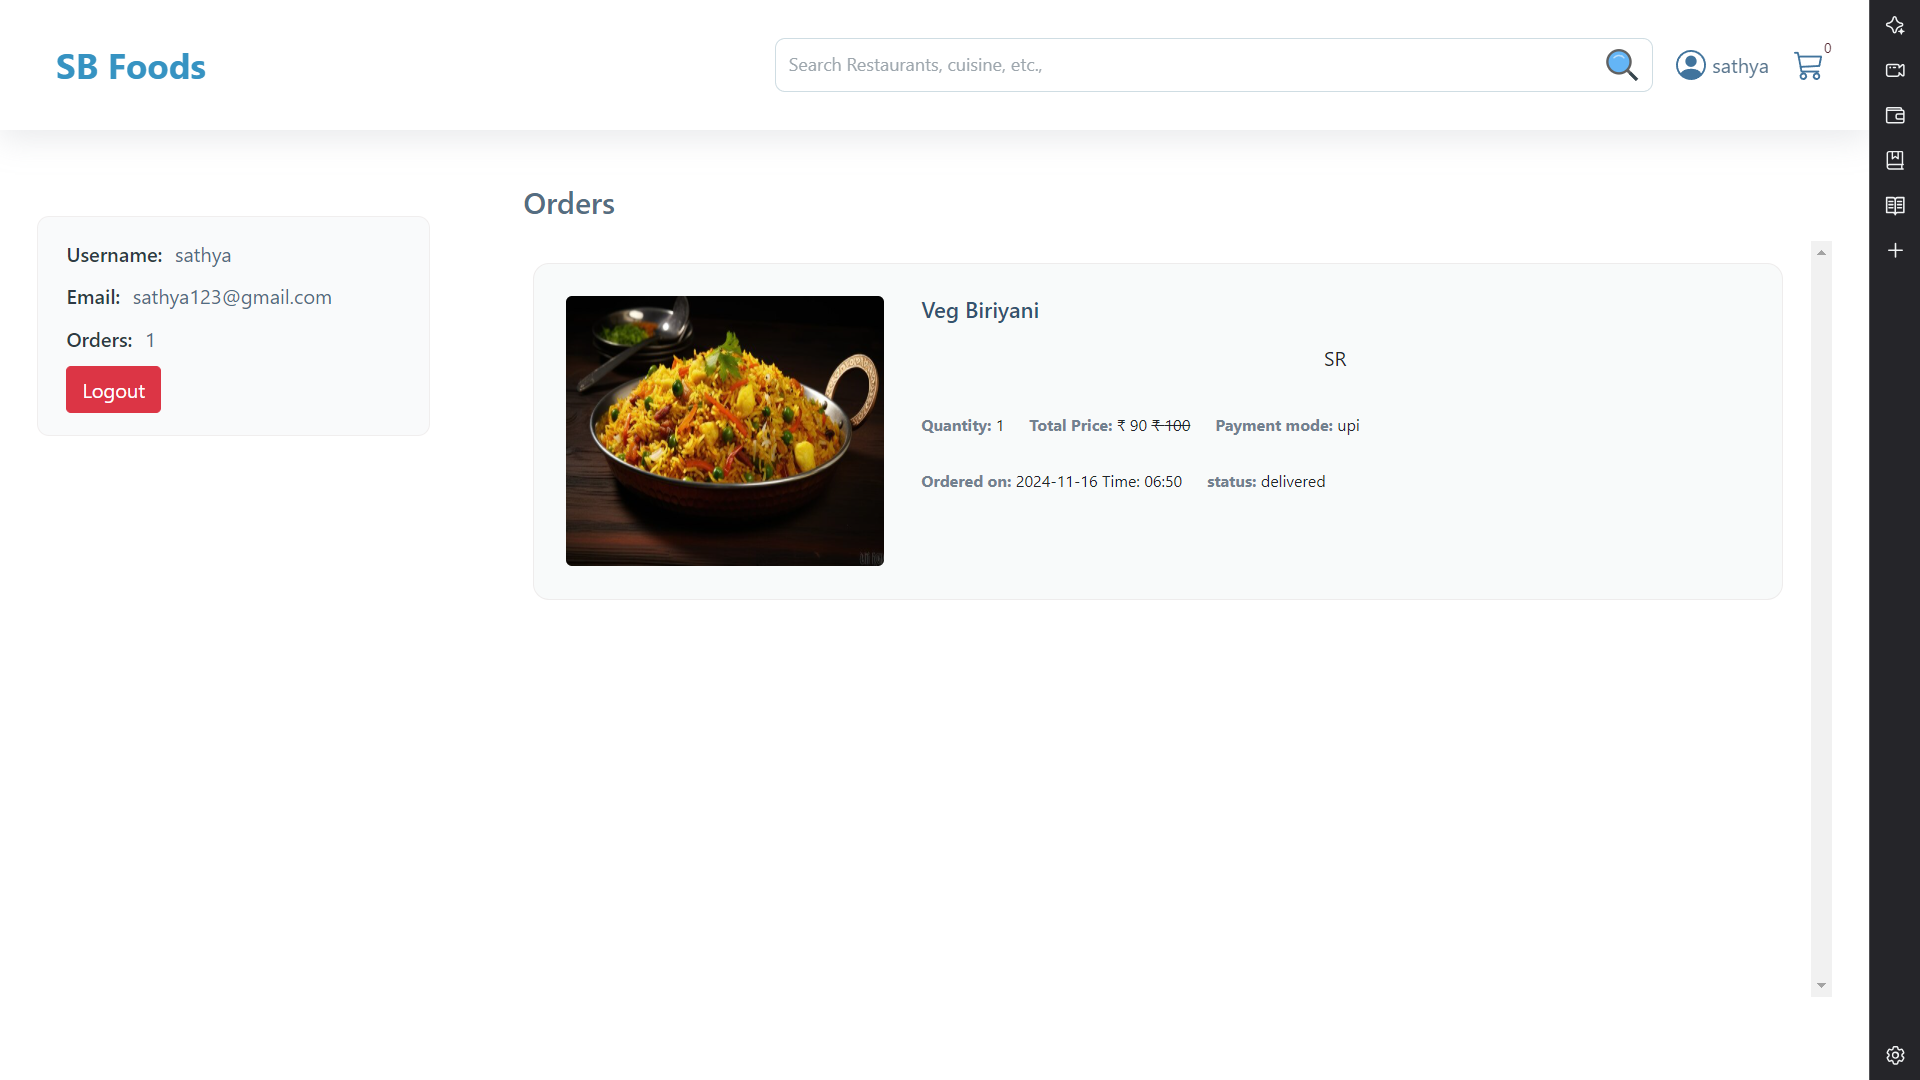 SB Foods
Search Restaurants, cuisine, etc.,
sathya
0
Username: sathya
Email: sathya123@gmail.com
Orders: 1
Logout
Orders
Veg Biriyani
SR
Quantity: 1 Total Price: ₹ 90 ₹ 100 Payment mode: upi
Ordered on: 2024-11-16 Time: 06:50 status: delivered